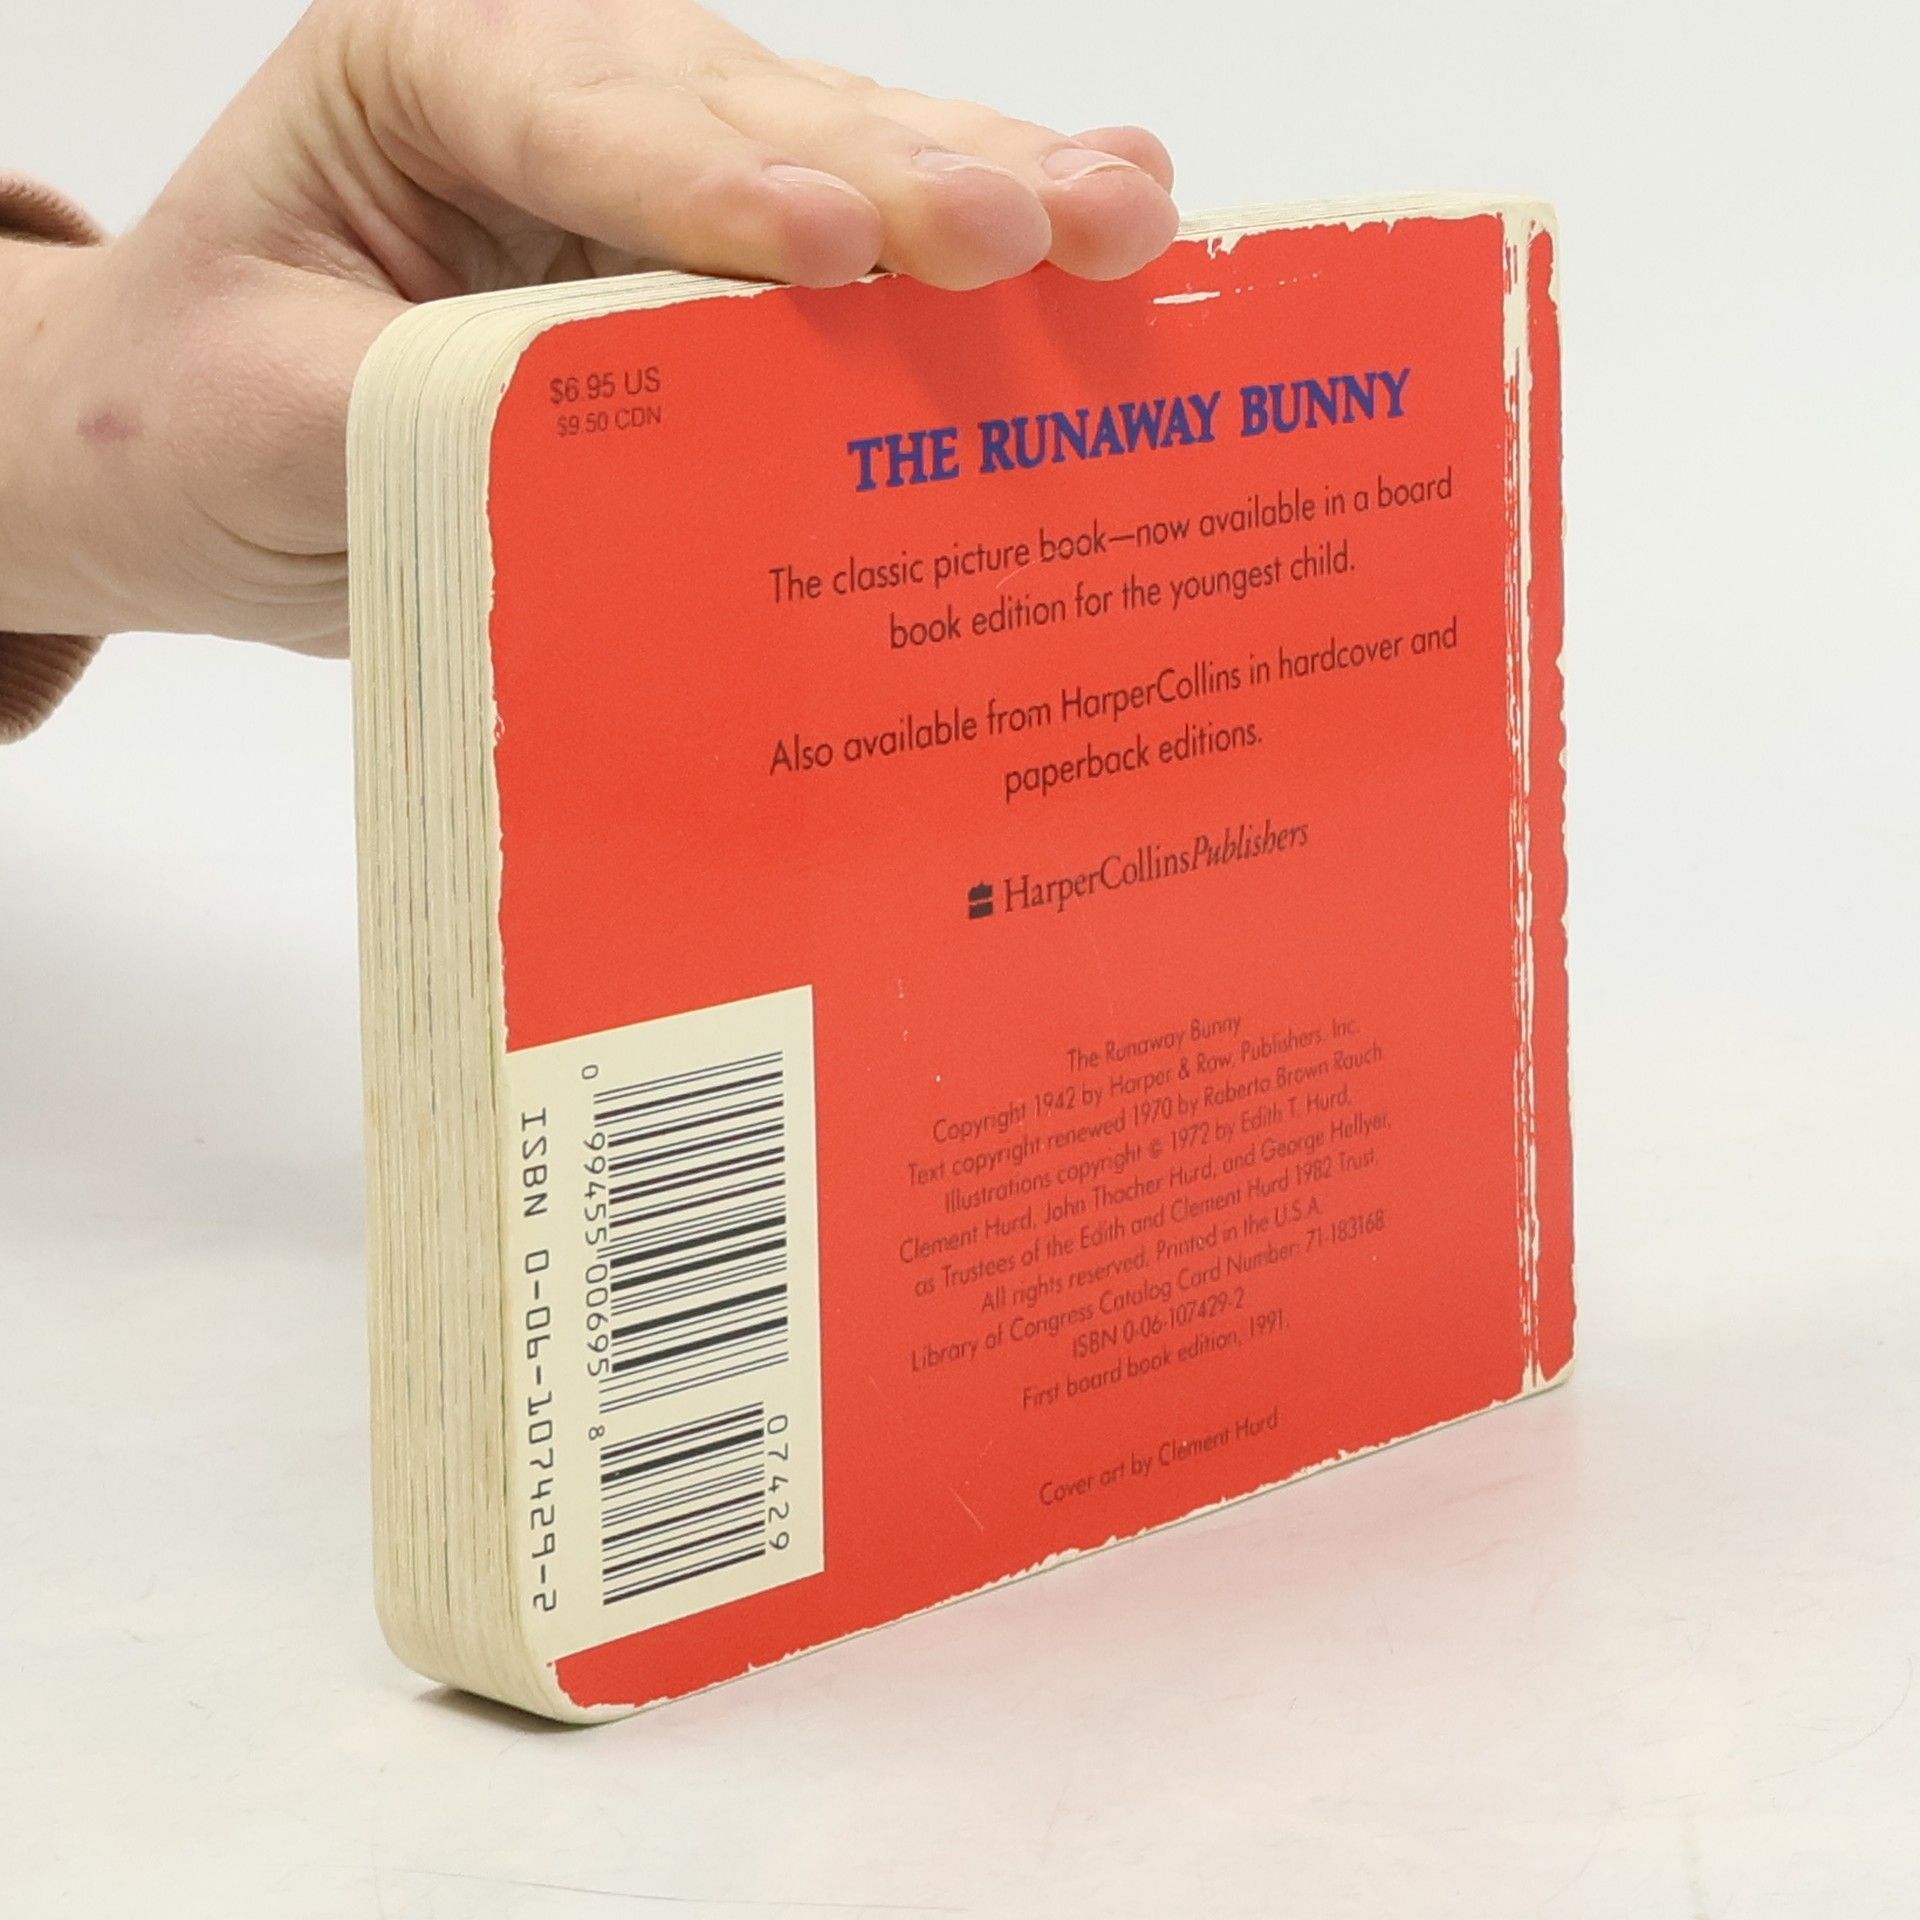 $6.95 US
$9.50 CDN
THE RUNAWAY BUNNY
The classic picture book—now available in a board
book edition for the youngest child.
Also available from HarperCollins in hardcover and
paperback editions.
HarperCollinsPublishers
The Runaway Bunny
Copyright 1942 by Harper & Row, Publishers, Inc.
Text copyright renewed 1970 by Roberta Brown Rauch
Illustrations copyright © 1972 by Edith T. Hurd,
Clement Hurd, John Thacher Hurd, and George Hellyer,
as Trustees of the Edith and Clement Hurd 1982 Trust.
All rights reserved. Printed in the U.S.A.
Library of Congress Catalog Card Number: 71-183168
ISBN 0-06-107429-2
First board book edition, 1991.
Cover art by Clement Hurd
0 99455 00695 8
07429
ISBN 0-06-107429-2